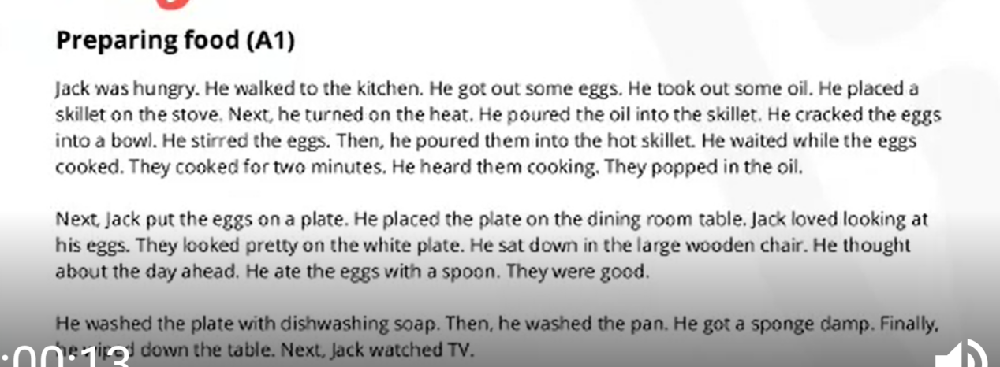 Preparing food (A1)
Jack was hungry. He walked to the kitchen. He got out some eggs. He took out some oil. He placed a
skillet on the stove. Next, he turned on the heat. He poured the oil into the skillet. He cracked the eggs
into a bowl. He stirred the eggs. Then, he poured them into the hot skillet. He waited while the eggs
cooked. They cooked for two minutes. He heard them cooking. They popped in the oil.
Next, Jack put the eggs on a plate. He placed the plate on the dining room table. Jack loved looking at
his eggs. They looked pretty on the white plate. He sat down in the large wooden chair. He thought
about the day ahead. He ate the eggs with a spoon. They were good.
He washed the plate with dishwashing soap. Then, he washed the pan. He got a sponge damp. Finally,
he wiped down the table. Next, Jack watched TV.
:00:13